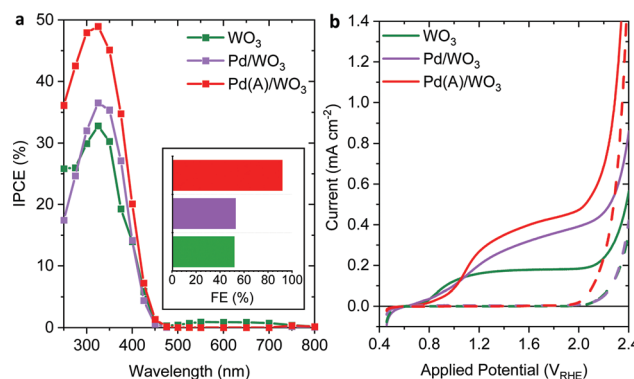 a
IPCE (%)
50
40
30
20
10
0
WO₃
Pd/WO₃
Pd(A)/WO₃
0 20 40 60 80 100
FE (%)
300 400 500 600 700 800
Wavelength (nm)
b
Current (mA cm⁻²)
1.4
1.2
1.0
0.8
0.6
0.4
0.2
0.0
WO₃
Pd/WO₃
Pd(A)/WO₃
0.4 0.8 1.2 1.6 2.0 2.4
Applied Potential (V_RHE)